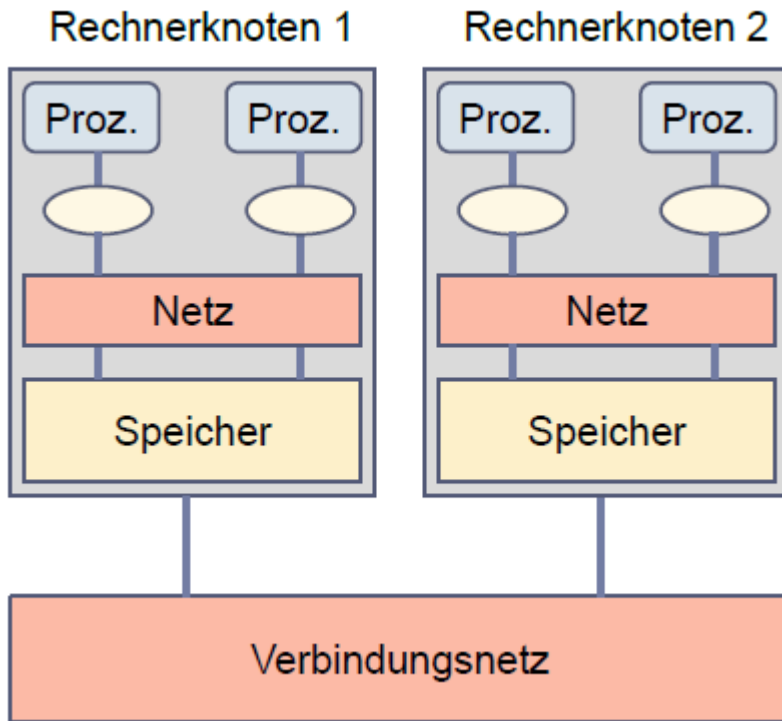 Rechnerknoten 1
Rechnerknoten 2
Proz.
Proz.
Proz.
Proz.
Netz
Netz
Speicher
Speicher
Verbindungsnetz